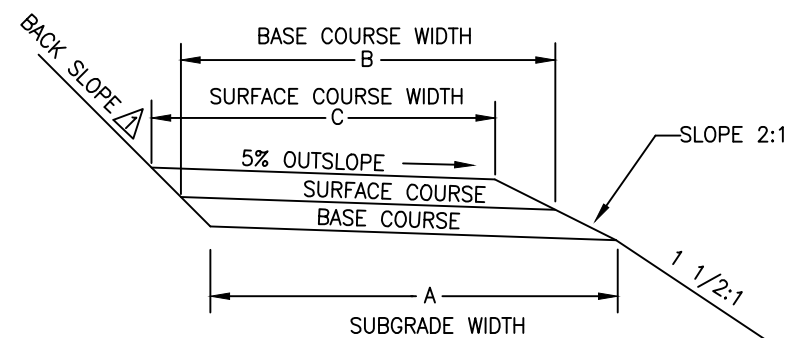 BACK SLOPE 1
BASE COURSE WIDTH
B
SURFACE COURSE WIDTH
C
5% OUTSLOPE
SLOPE 2:1
SURFACE COURSE
BASE COURSE
1 1/2:1
A
SUBGRADE WIDTH